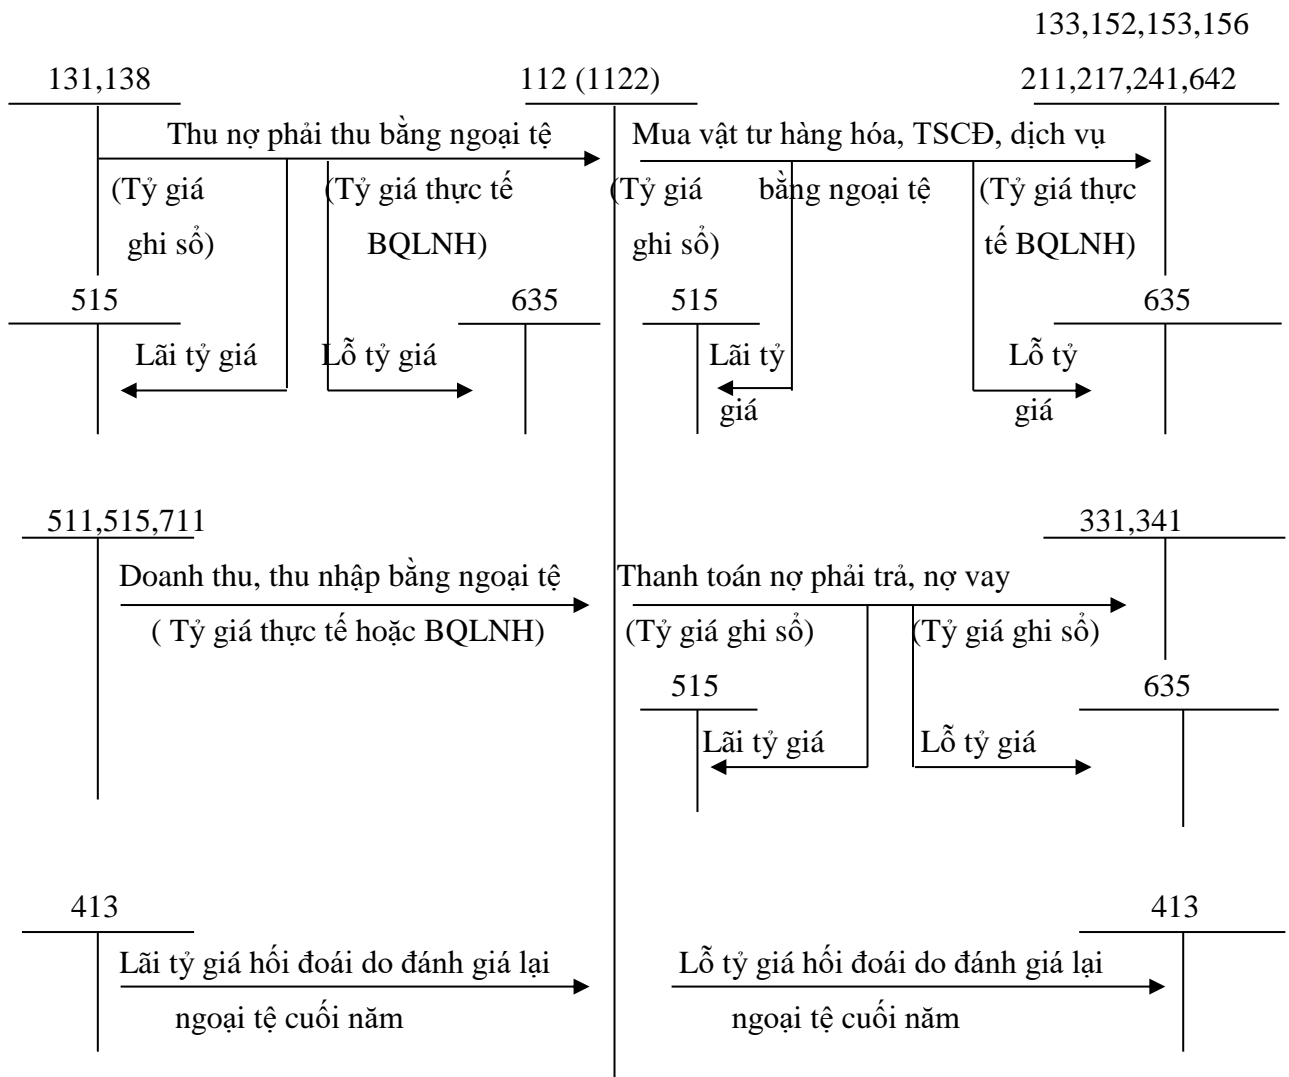 133,152,153,156
131,138
112 (1122)
211,217,241,642
Thu nợ phải thu bằng ngoại tệ
Mua vật tư hàng hóa, TSCĐ, dịch vụ
(Tỷ giá
(Tỷ giá thực tế
(Tỷ giá
bằng ngoại tệ
(Tỷ giá thực
ghi sổ)
BQLNH)
ghi sổ)
tế BQLNH)
515
635
515
635
Lãi tỷ giá
Lỗ tỷ giá
Lãi tỷ
Lỗ tỷ
giá
giá
511,515,711
331,341
Doanh thu, thu nhập bằng ngoại tệ
Thanh toán nợ phải trả, nợ vay
( Tỷ giá thực tế hoặc BQLNH)
(Tỷ giá ghi sổ)
(Tỷ giá ghi sổ)
515
635
Lãi tỷ giá
Lỗ tỷ giá
413
413
Lãi tỷ giá hối đoái do đánh giá lại
Lỗ tỷ giá hối đoái do đánh giá lại
ngoại tệ cuối năm
ngoại tệ cuối năm